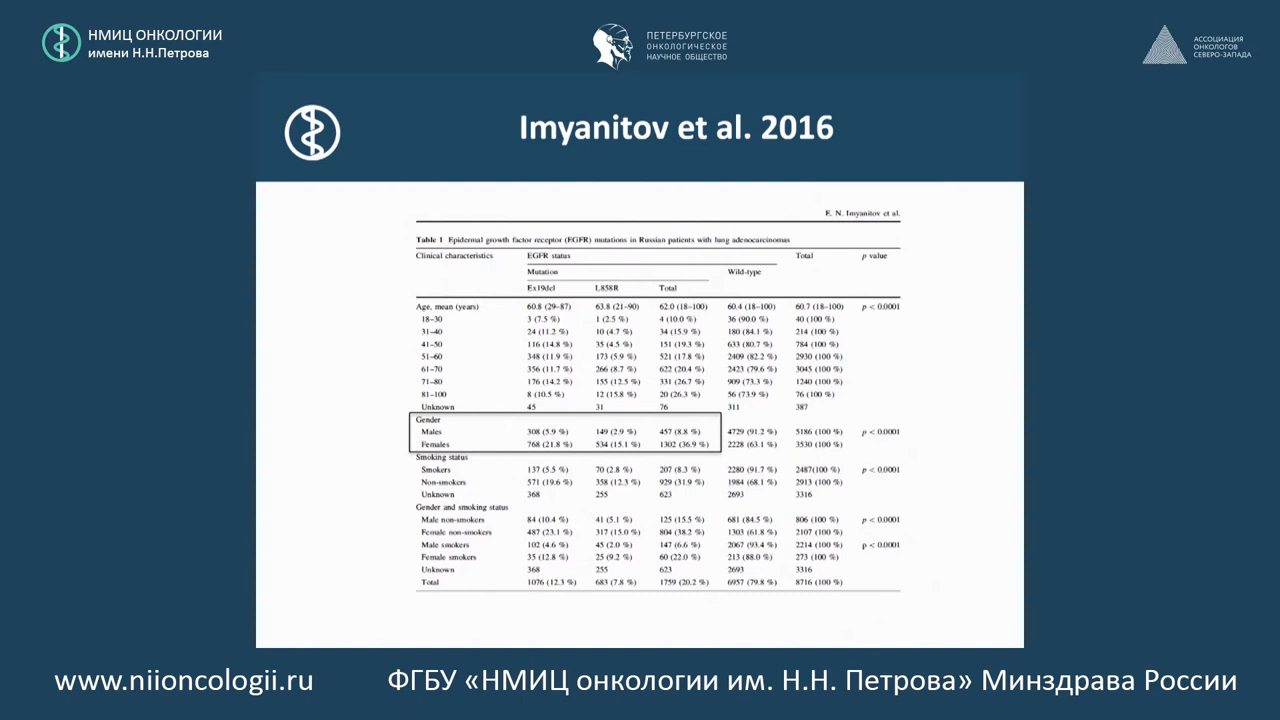 НМИЦ ОНКОЛОГИИ
имени Н.Н.Петрова
ПЕТЕРБУРГСКОЕ
ОНКОЛОГИЧЕСКОЕ
НАУЧНОЕ ОБЩЕСТВО
АССОЦИАЦИЯ
ОНКОЛОГОВ
СЕВЕРО-ЗАПАДА
Imyanitov et al. 2016
E. N. Imyanitov et al.
Table 1 Epidermal growth factor receptor (EGFR) mutations in Russian patients with lung adenocarcinomas
Clinical characteristics EGFR status Total p value
Mutation Wild-type
Ex19del L858R Total
Age, mean (years) 60.8 (29–87) 63.8 (21–90) 62.0 (18–100) 60.4 (18–100) 60.7 (18–100) p < 0.0001
18–30 3 (7.5 %) 1 (2.5 %) 4 (10.0 %) 36 (90.0 %) 40 (100 %)
31–40 24 (11.2 %) 10 (4.7 %) 34 (15.9 %) 180 (84.1 %) 214 (100 %)
41–50 116 (14.8 %) 35 (4.5 %) 151 (19.3 %) 633 (80.7 %) 784 (100 %)
51–60 348 (11.9 %) 173 (5.9 %) 521 (17.8 %) 2409 (82.2 %) 2930 (100 %)
61–70 356 (11.7 %) 266 (8.7 %) 622 (20.4 %) 2423 (79.6 %) 3045 (100 %)
71–80 176 (14.2 %) 155 (12.5 %) 331 (26.7 %) 909 (73.3 %) 1240 (100 %)
81–100 8 (10.5 %) 12 (15.8 %) 20 (26.3 %) 56 (73.9 %) 76 (100 %)
Unknown 45 31 76 311 387
Gender
Males 308 (5.9 %) 149 (2.9 %) 457 (8.8 %) 4729 (91.2 %) 5186 (100 %) p < 0.0001
Females 768 (21.8 %) 534 (15.1 %) 1302 (36.9 %) 2228 (63.1 %) 3530 (100 %)
Smoking status
Smokers 137 (5.5 %) 70 (2.8 %) 207 (8.3 %) 2280 (91.7 %) 2487(100 %) p < 0.0001
Non-smokers 571 (19.6 %) 358 (12.3 %) 929 (31.9 %) 1984 (68.1 %) 2913 (100 %)
Unknown 368 255 623 2693 3316
Gender and smoking status
Male non-smokers 84 (10.4 %) 41 (5.1 %) 125 (15.5 %) 681 (84.5 %) 806 (100 %) p < 0.0001
Female non-smokers 487 (23.1 %) 317 (15.0 %) 804 (38.2 %) 1303 (61.8 %) 2107 (100 %)
Male smokers 102 (4.6 %) 45 (2.0 %) 147 (6.6 %) 2067 (93.4 %) 2214 (100 %) p < 0.0001
Female smokers 35 (12.8 %) 25 (9.2 %) 60 (22.0 %) 213 (88.0 %) 273 (100 %)
Unknown 368 255 623 2693 3316
Total 1076 (12.3 %) 683 (7.8 %) 1759 (20.2 %) 6957 (79.8 %) 8716 (100 %)
www.niioncologii.ru ФГБУ «НМИЦ онкологии им. Н.Н. Петрова» Минздрава России